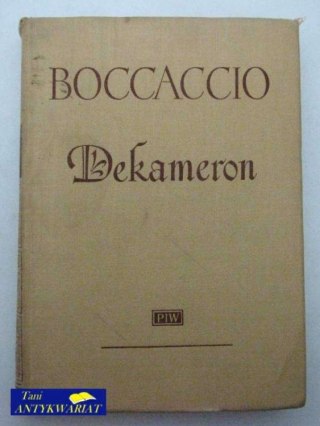 BOCCACCIO
Dekameron
PIW
Tani
ANTYKWARIAT